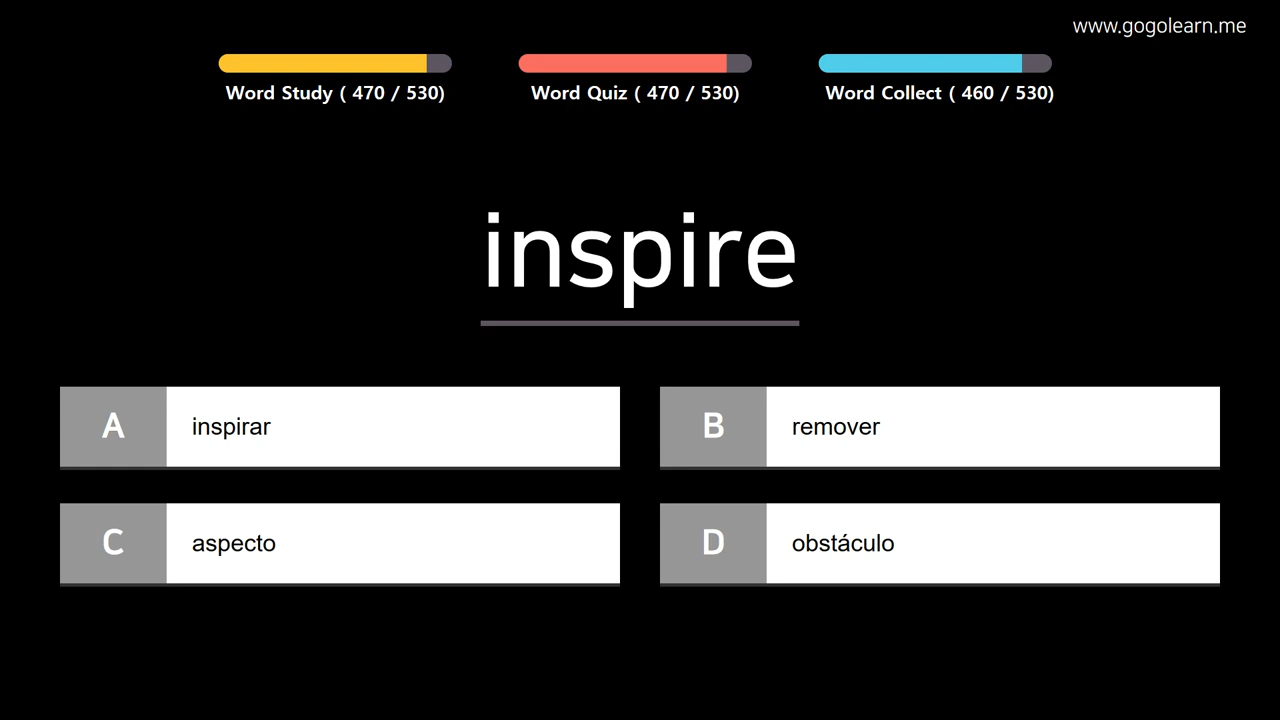 www.gogolearn.me
Word Study ( 470 / 530)
Word Quiz ( 470 / 530)
Word Collect ( 460 / 530)
inspire
A inspirar
B remover
C aspecto
D obstáculo